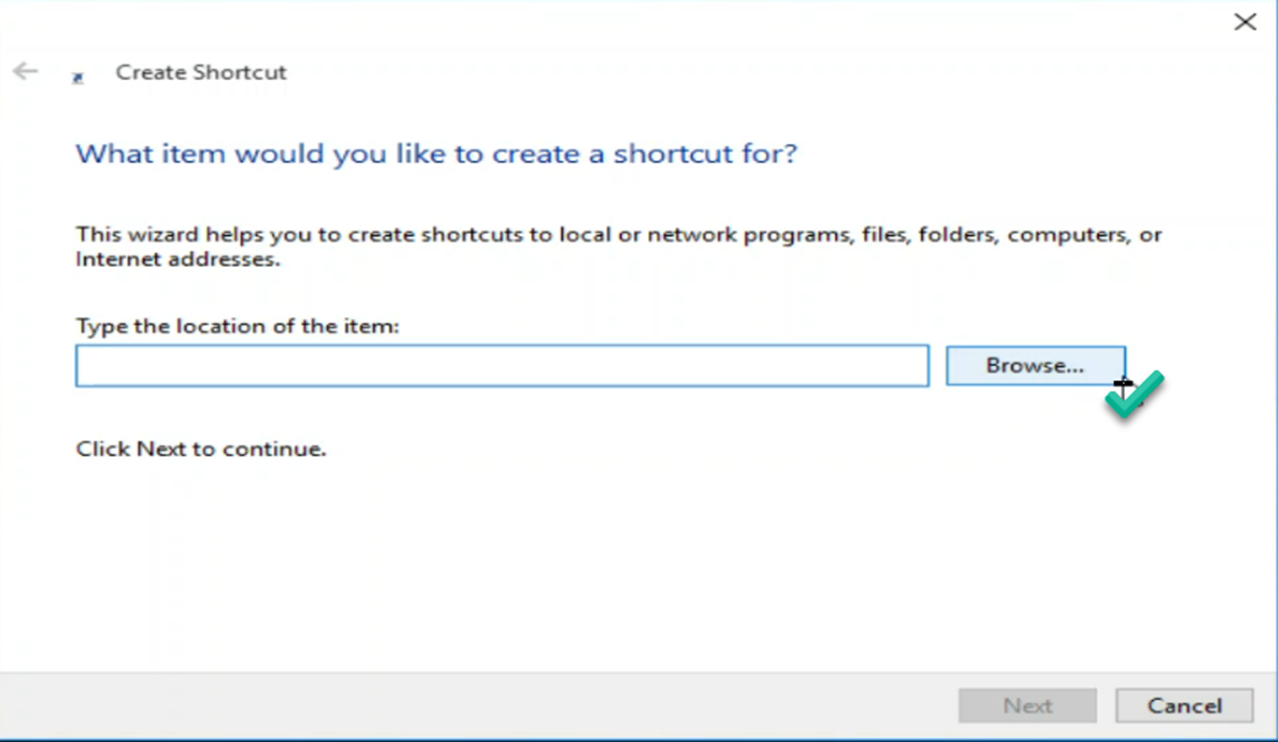 Create Shortcut
What item would you like to create a shortcut for?
This wizard helps you to create shortcuts to local or network programs, files, folders, computers, or
Internet addresses.
Type the location of the item:
Browse...
Click Next to continue.
Next
Cancel